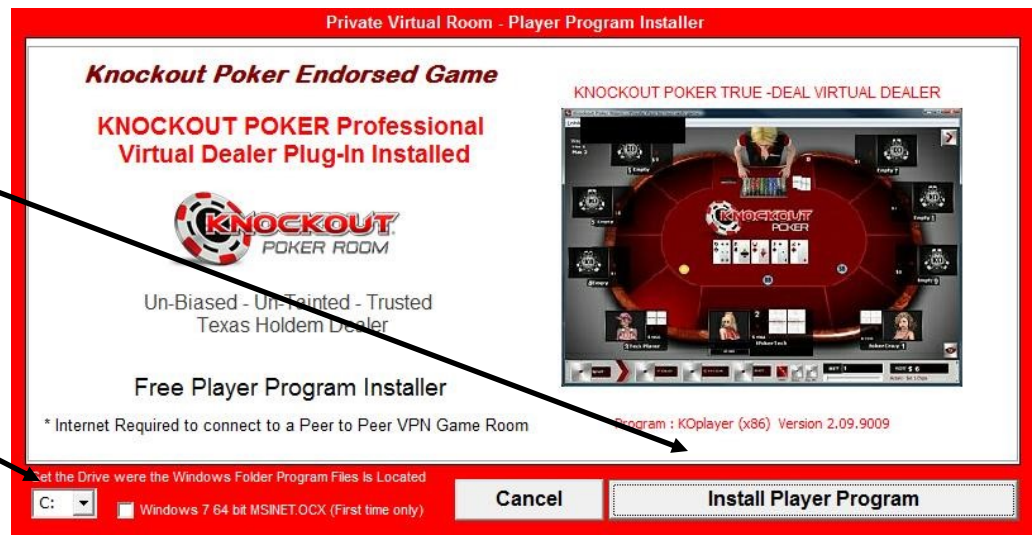 Private Virtual Room - Player Program Installer
Knockout Poker Endorsed Game
KNOCKOUT POKER Professional
Virtual Dealer Plug-In Installed
KNOCKOUT
POKER ROOM
Un-Biased - Un-Tainted - Trusted
Texas Holdem Dealer
Free Player Program Installer
* Internet Required to connect to a Peer to Peer VPN Game Room
KNOCKOUT POKER TRUE -DEAL VIRTUAL DEALER
KNOCKOUT
POKER
Program : KOplayer (x86) Version 2.09.9009
Set the Drive were the Windows Folder Program Files Is Located
C:
Windows 7 64 bit MSINET.OCX (First time only)
Cancel
Install Player Program